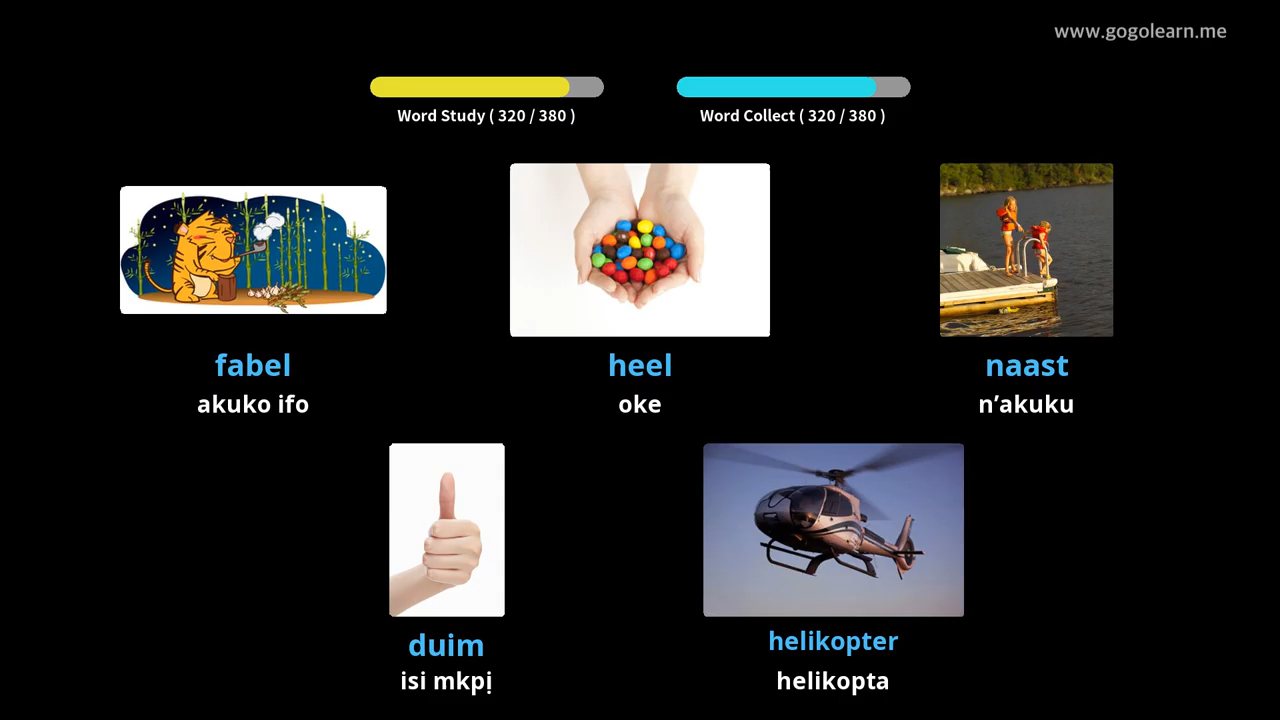 www.gogolearn.me
Word Study ( 320 / 380 )
Word Collect ( 320 / 380 )
fabel
akuko ifo
heel
oke
naast
n’akuku
duim
isi mkpị
helikopter
helikopta